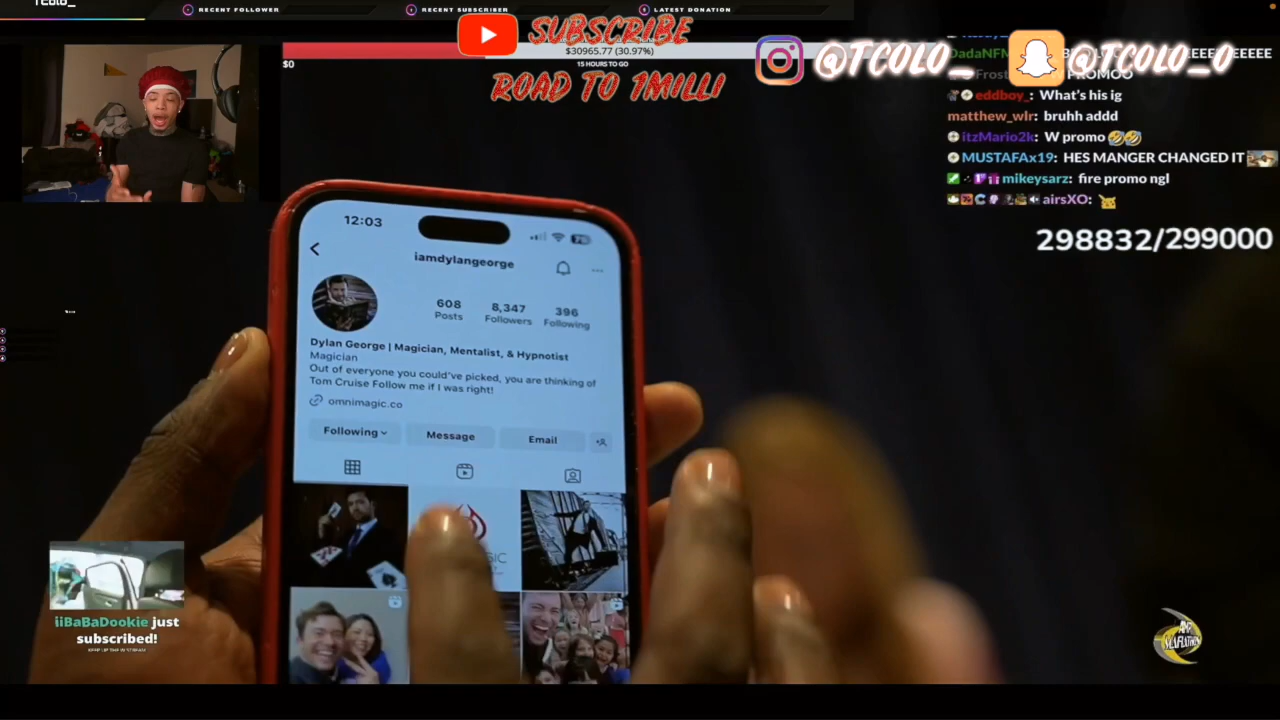 TCOLO_
RECENT FOLLOWER
RECENT SUBSCRIBER
LATEST DONATION
SUBSCRIBE
ROAD TO 1MILLI
$30965.77 (30.97%)
$0
15 HOURS TO GO
@TCOLO_
@TCOLO_O
DadaNFN
eddboy_: What's his ig
matthew_wlr: bruhh addd
itzMario2k: W promo 🤣🤣
MUSTAFAx19: HES MANGER CHANGED IT
mikeysarz: fire promo ngl
airsXO:
298832/299000
12:03
iamdylangeorge
608
Posts
8,347
Followers
396
Following
Dylan George | Magician, Mentalist, & Hypnotist
Magician
Out of everyone you could've picked, you are thinking of
Tom Cruise Follow me if I was right!
omnimagic.co
Following
Message
Email
iiBaBaDookie just
subscribed!